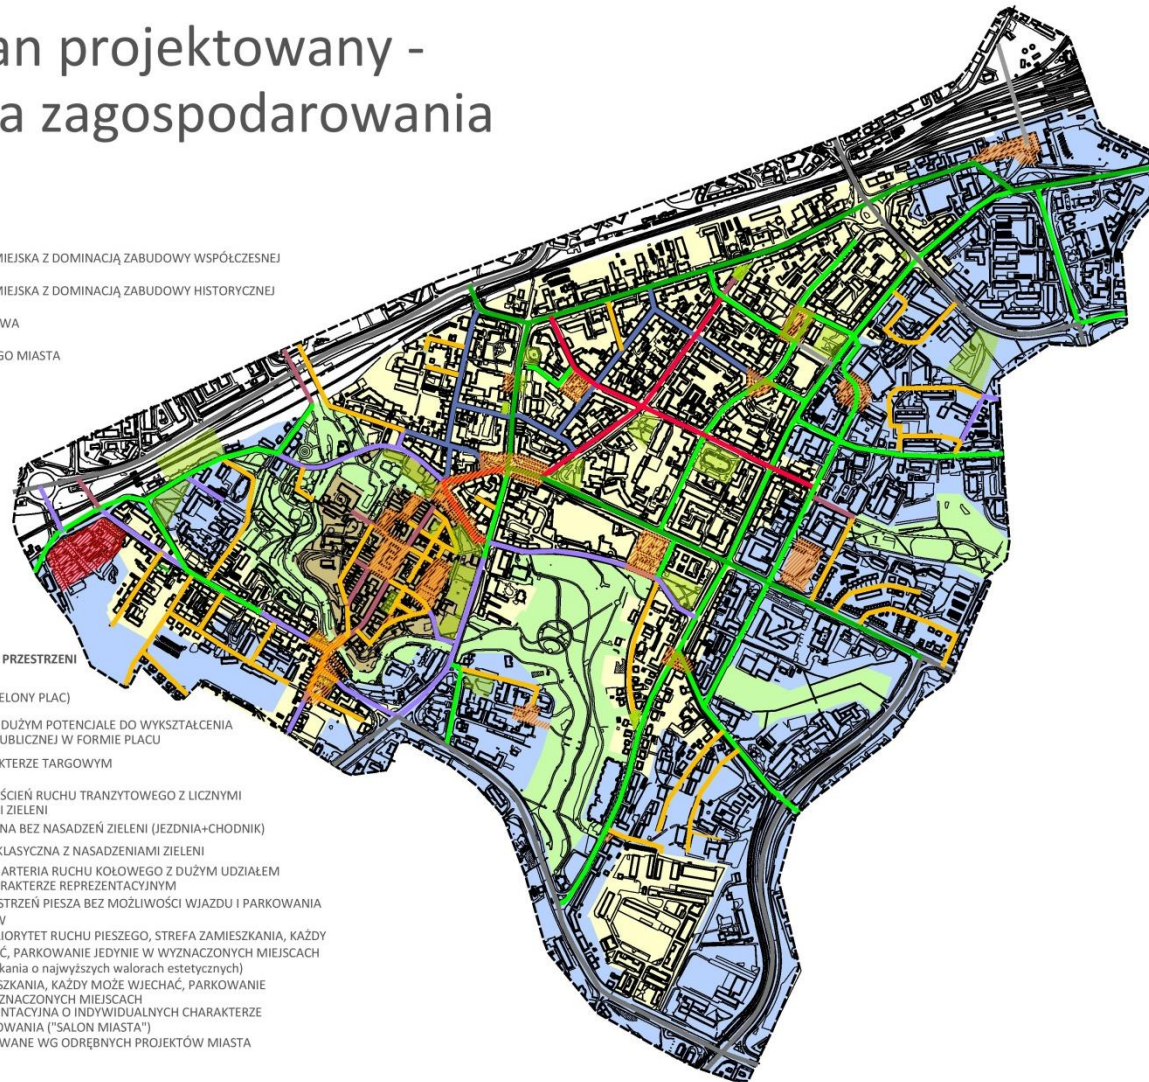 an projektowany -
a zagospodarowania
MIEJSKA Z DOMINACJĄ ZABUDOWY WSPÓŁCZESNEJ
MIEJSKA Z DOMINACJĄ ZABUDOWY HISTORYCZNEJ
WA
GO MIASTA
PRZESTRZENI
ELONY PLAC)
DUŻYM POTENCJALE DO WYKSZTAŁCENIA
UBLICZNEJ W FORMIE PLACU
KTERZE TARGOWYM
ŚCIEŃ RUCHU TRANZYTOWEGO Z LICZNYMI
I ZIELENI
NA BEZ NASADZEŃ ZIELENI (JEZDNIA+CHODNIK)
KLASYCZNA Z NASADZENIAMI ZIELENI
ARTERIA RUCHU KOŁOWEGO Z DUŻYM UDZIAŁEM
ARAKTERZE REPREZENTACYJNYM
STRZEŃ PIESZA BEZ MOŻLIWOŚCI WJAZDU I PARKOWANIA
W
IORYTET RUCHU PIESZEGO, STREFA ZAMIESZKANIA, KAŻDY
Ć, PARKOWANIE JEDYNIE W WYZNACZONYCH MIEJSCACH
kania o najwyższych walorach estetycznych)
SZKANIA, KAŻDY MOŻE WJECHAĆ, PARKOWANIE
ZNACZONYCH MIEJSCACH
NTACYJNA O INDYWIDUALNYCH CHARAKTERZE
OWANIA ("SALON MIASTA")
WANE WG ODRĘBNYCH PROJEKTÓW MIASTA